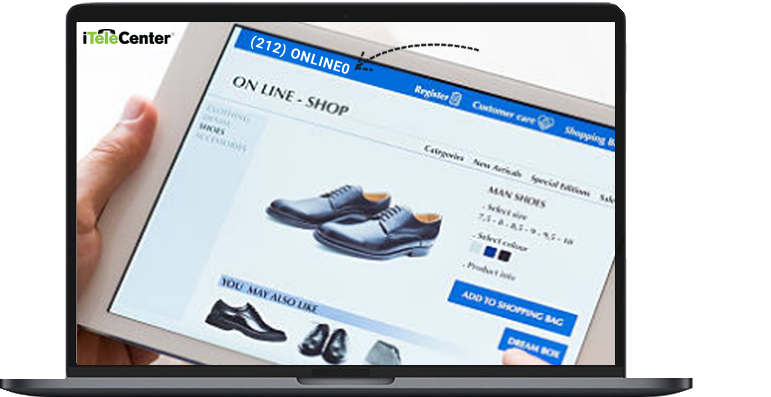 iTeleCenter
(212) ONLINE0
Register
Customer care
Shopping
ON LINE - SHOP
CLOTHING
DENIM
SHOES
ACCESSORIES
Categories
New Arrivals
Special Editions
MAN SHOES
. Select size
7,5 - 8 - 8,5 - 9 - 9,5 - 10
. Select colour
. Product info
YOU MAY ALSO LIKE
ADD TO SHOPPING BAG
DREAM BOX